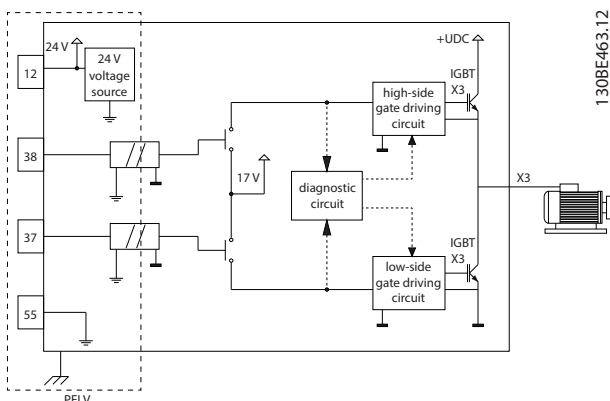 130BE463.12
+UDC
24 V
12
24 V
voltage
source
IGBT
X3
high-side
gate driving
circuit
38
17 V
diagnostic
circuit
X3
37
IGBT
X3
low-side
gate driving
circuit
55
PELV